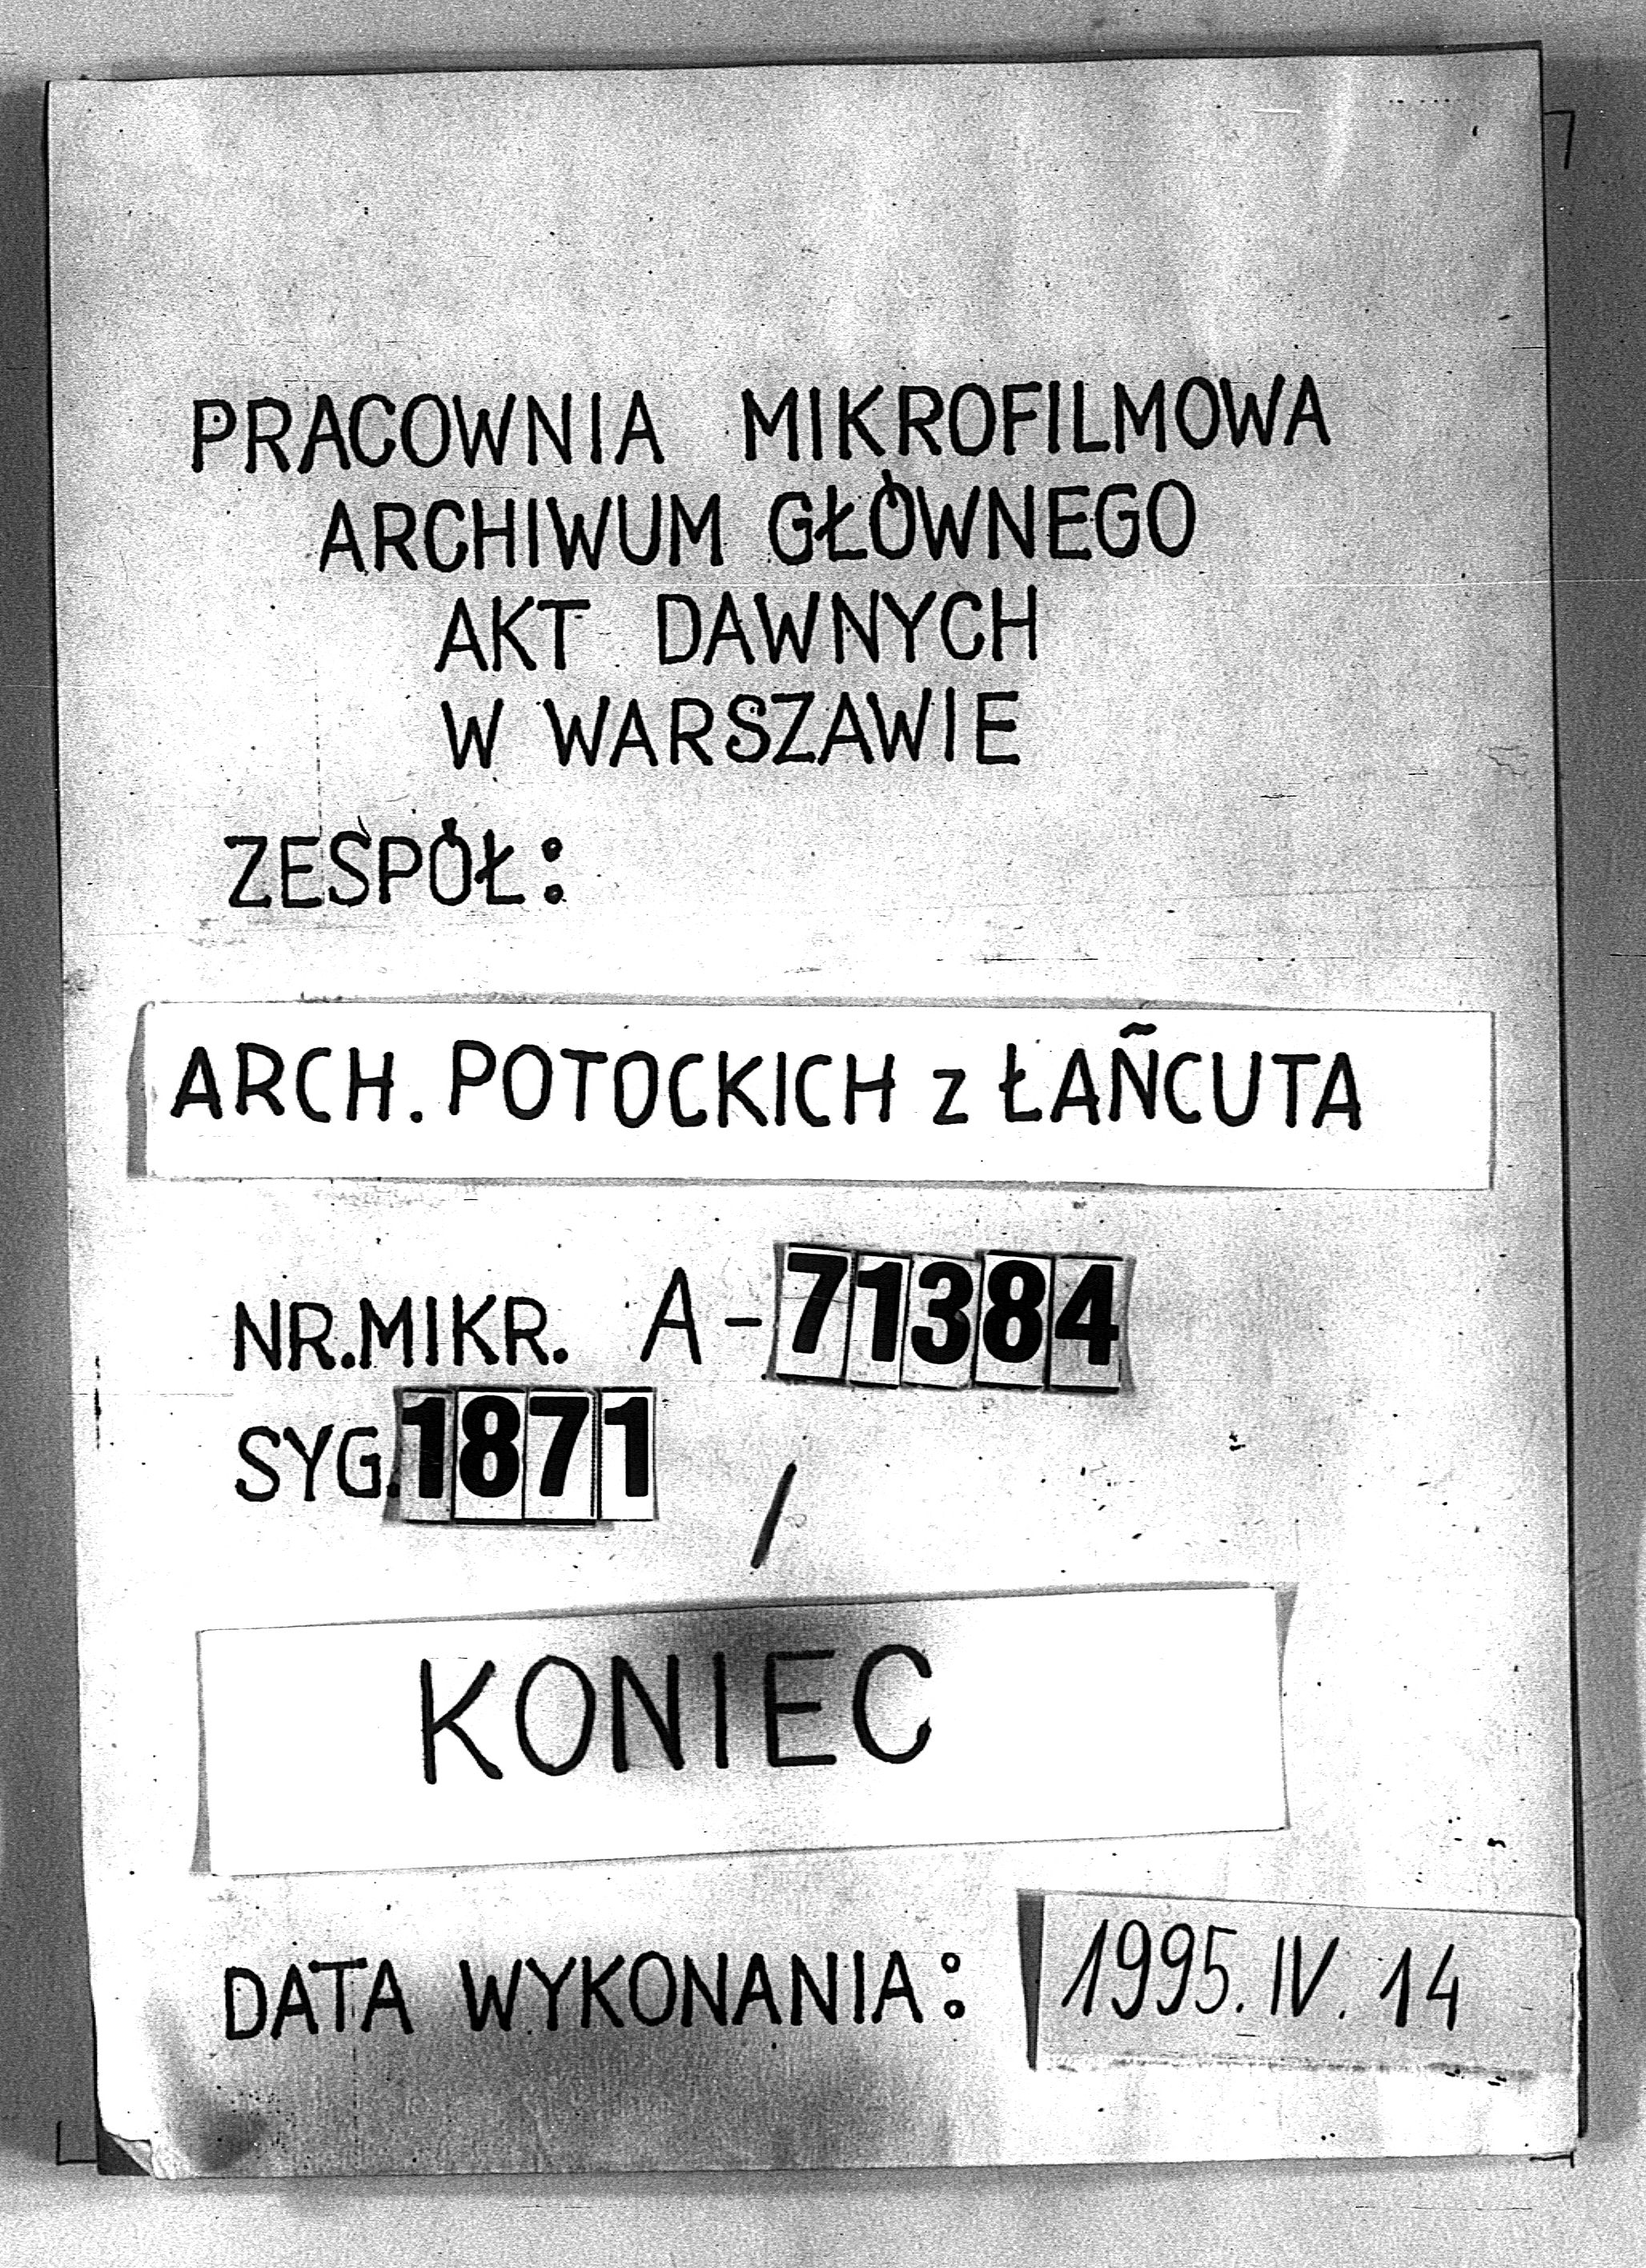 PRACOWNIA MIKROFILMOWA
ARCHIWUM GŁÓWNEGO
AKT DAWNYCH
W WARSZAWIE
ZESPÓŁ:
ARCH. POTOCKICH z ŁAÑCUTA
NR. MIKR. A-71384
SYG. 1871 /
KONIEC
DATA WYKONANIA: 1995. IV. 14